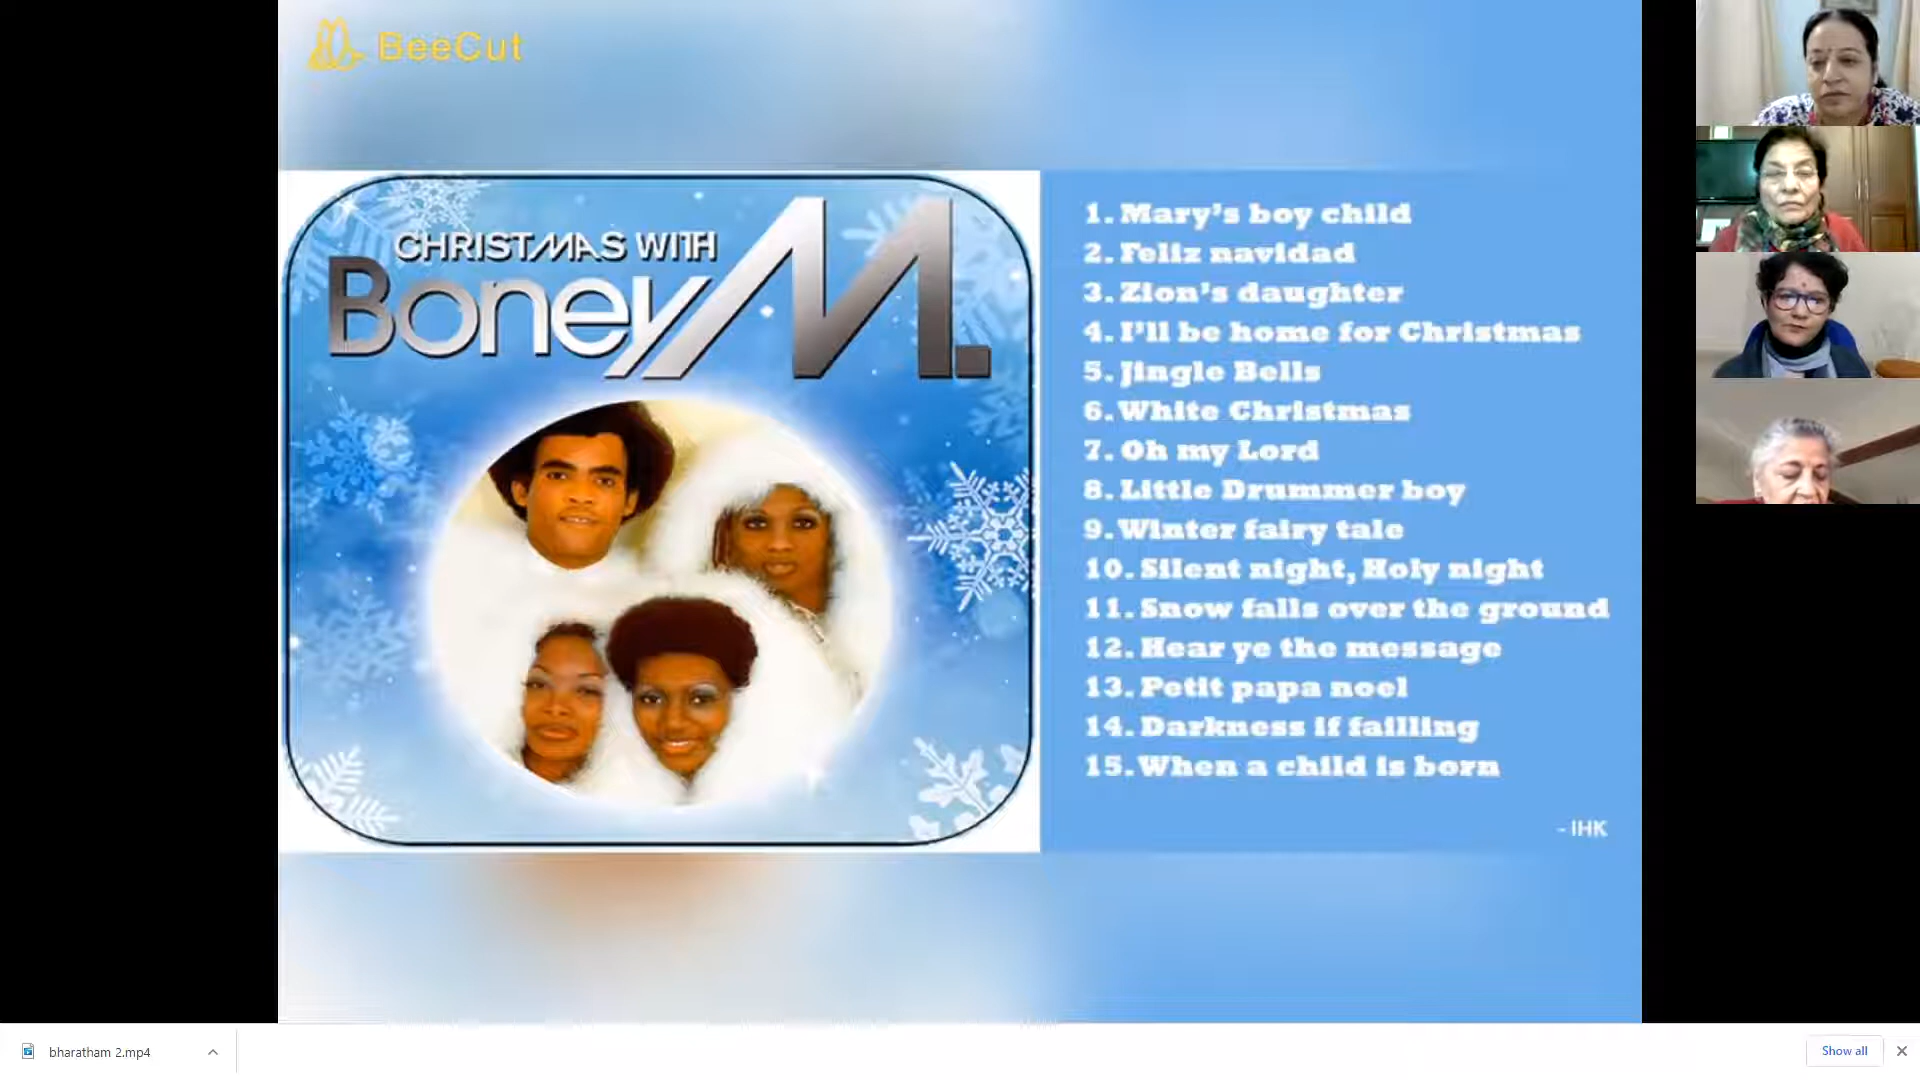 BeeCut
CHRISTMAS WITH
Boney M.
1. Mary's boy child
2. Feliz navidad
3. Zion's daughter
4. I'll be home for Christmas
5. Jingle Bells
6. White Christmas
7. Oh my Lord
8. Little Drummer boy
9. Winter fairy tale
10. Silent night, Holy night
11. Snow falls over the ground
12. Hear ye the message
13. Petit papa noel
14. Darkness if failling
15. When a child is born
- IHK
bharatham 2.mp4
Show all